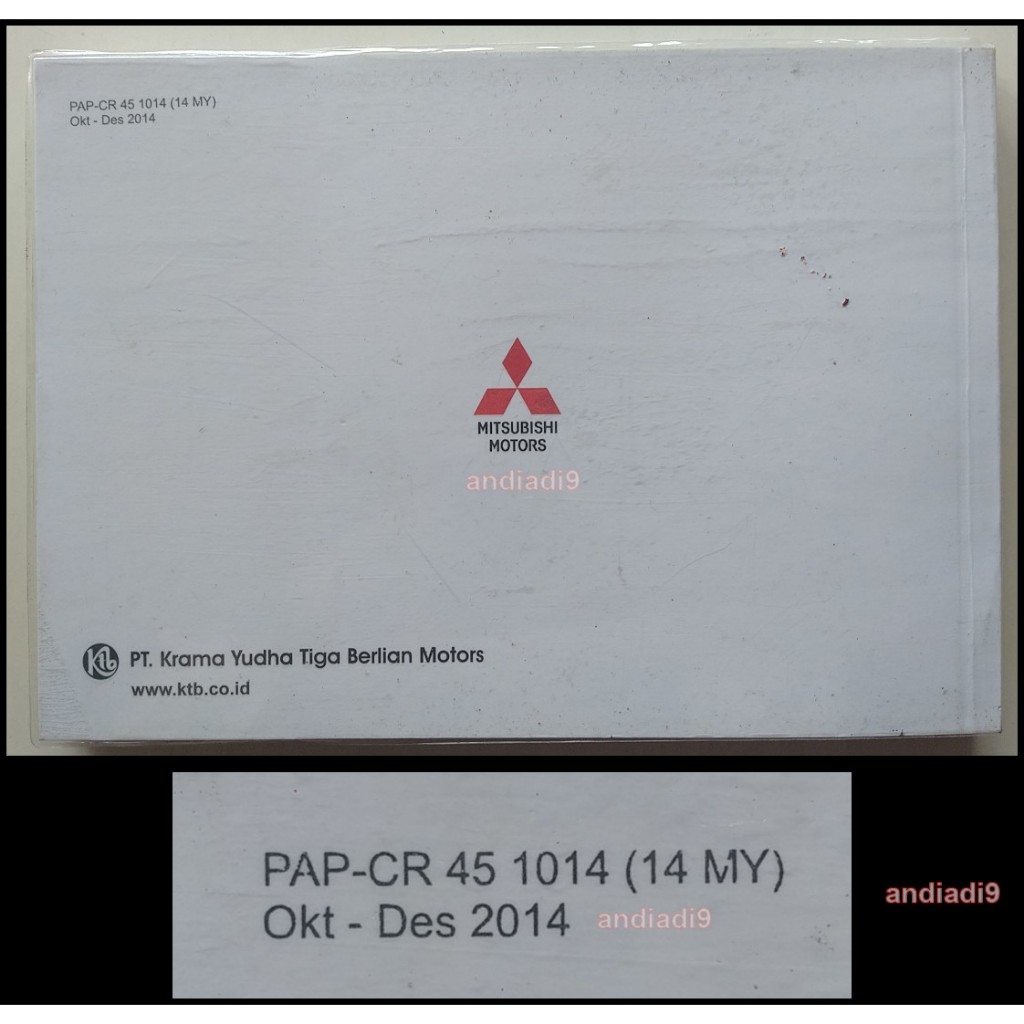 PAP-CR 45 1014 (14 MY)
Okt - Des 2014
MITSUBISHI
MOTORS
andiadi9
Ktb PT. Krama Yudha Tiga Berlian Motors
www.ktb.co.id
PAP-CR 45 1014 (14 MY)
Okt - Des 2014 andiadi9
andiadi9